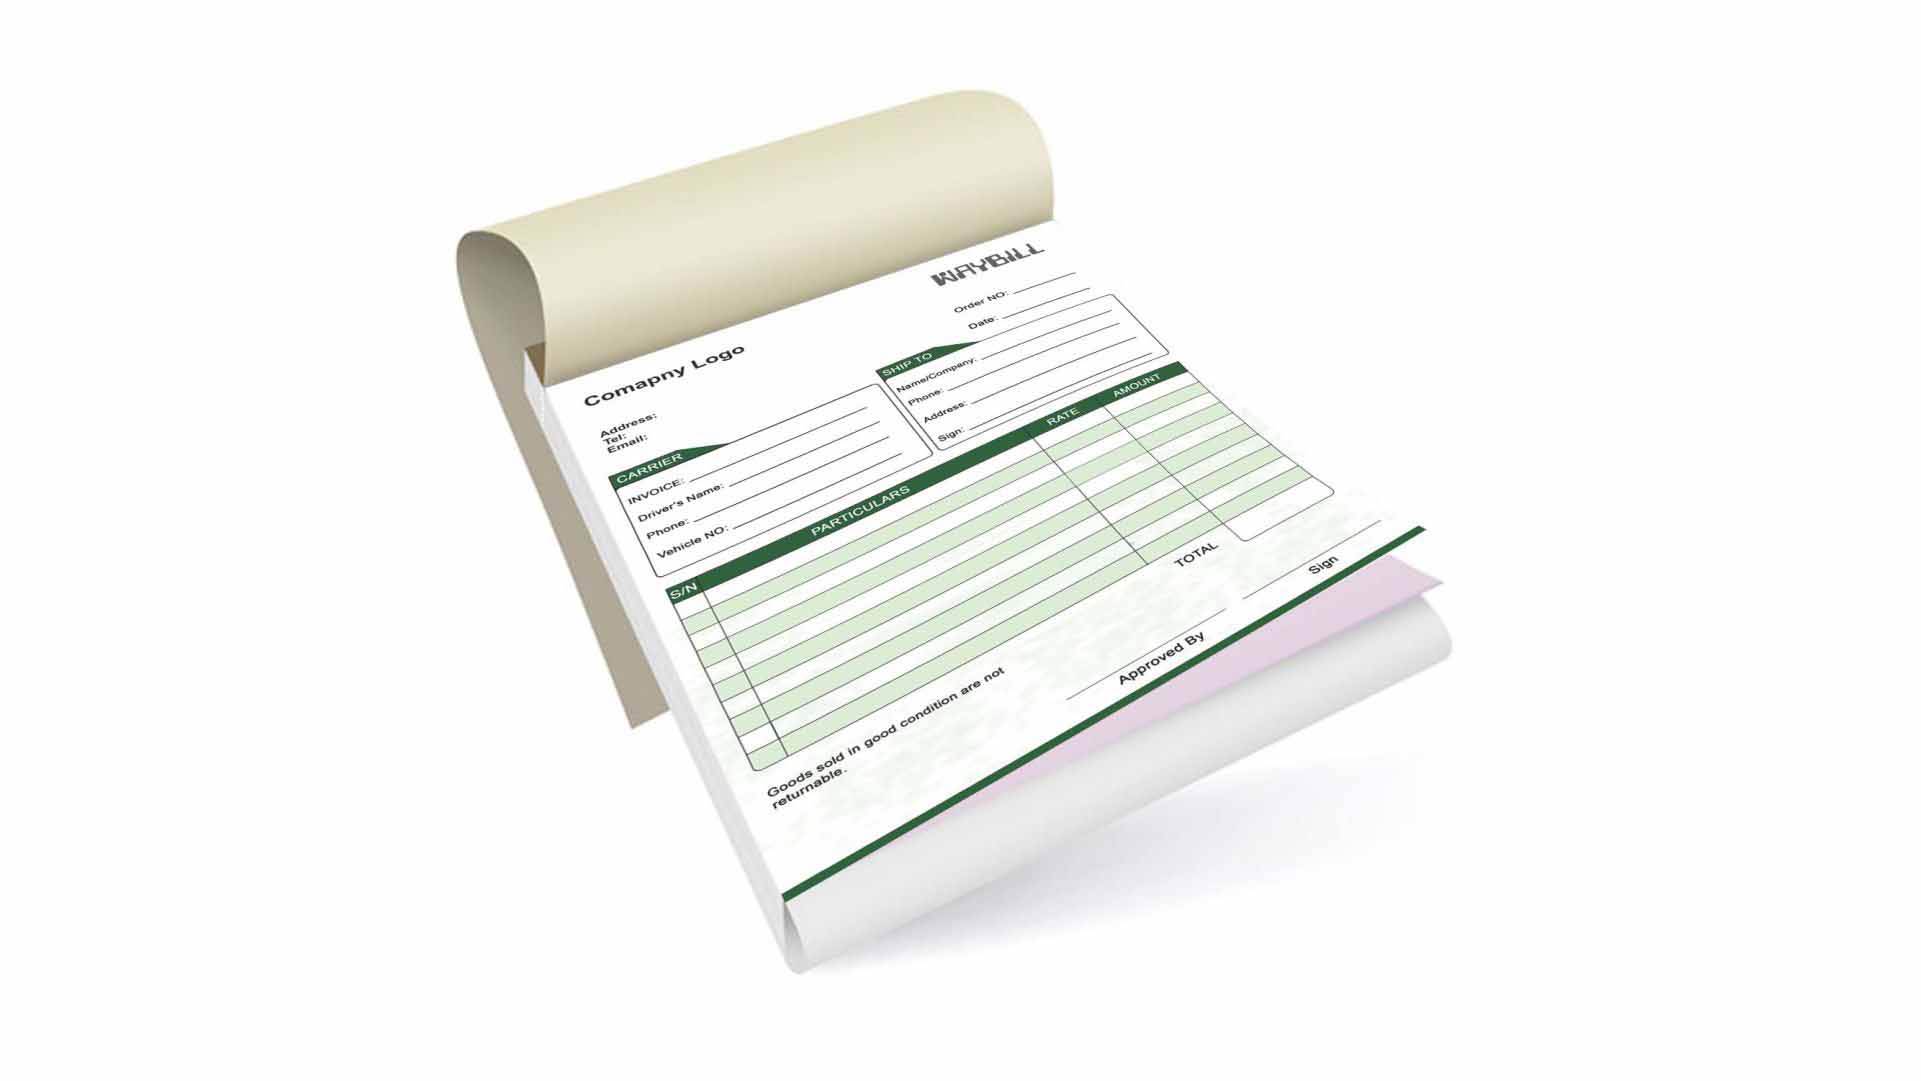 WAYBILL
Order NO:
Date:
Comapny Logo
Address:
Tel:
Email:
CARRIER
INVOICE:
Driver's Name:
Phone:
Vehicle NO:
SHIP TO
Name/Company:
Phone:
Address:
Sign:
S/N PARTICULARS RATE AMOUNT
TOTAL
Goods sold in good condition are not
returnable.
Approved By
Sign